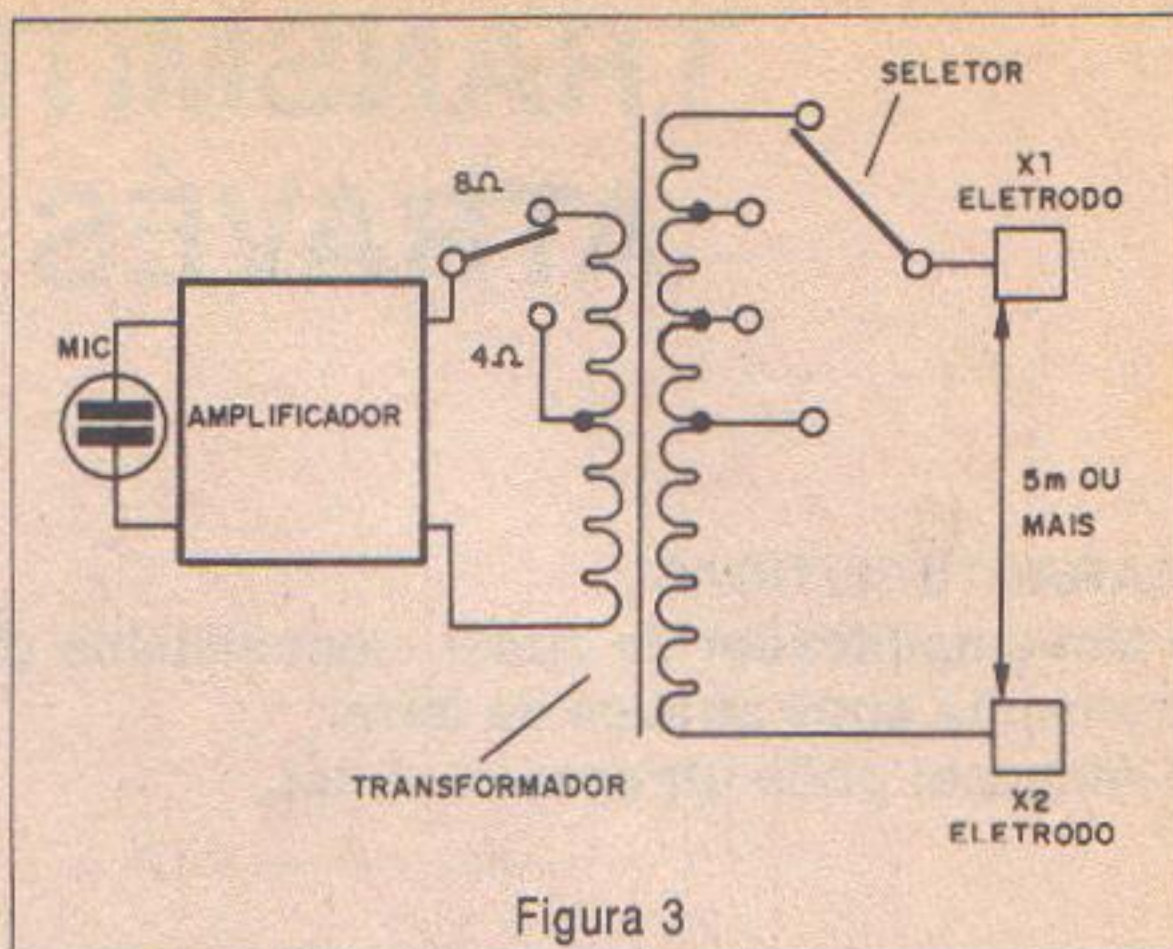 SELETOR
X1
ELETRODO
8Ω
MIC
4Ω
AMPLIFICADOR
5m OU
MAIS
TRANSFORMADOR
X2
ELETRODO
Figura 3